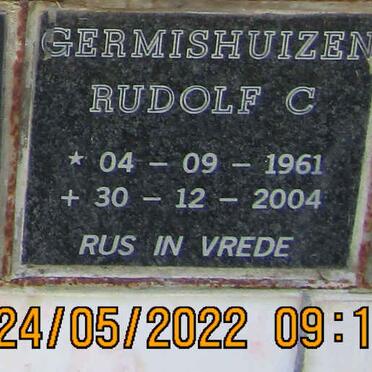 GERMISHUIZEN
RUDOLF C
* 04 - 09 - 1961
+ 30 - 12 - 2004
RUS IN VREDE
24/05/2022 09:1